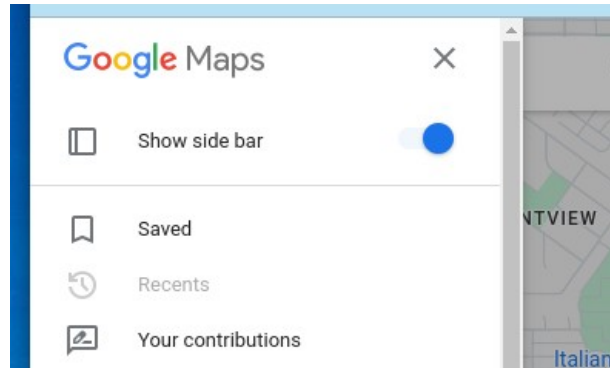 Google Maps
Show side bar
Saved
NTVIEW
Recents
Your contributions
Italian